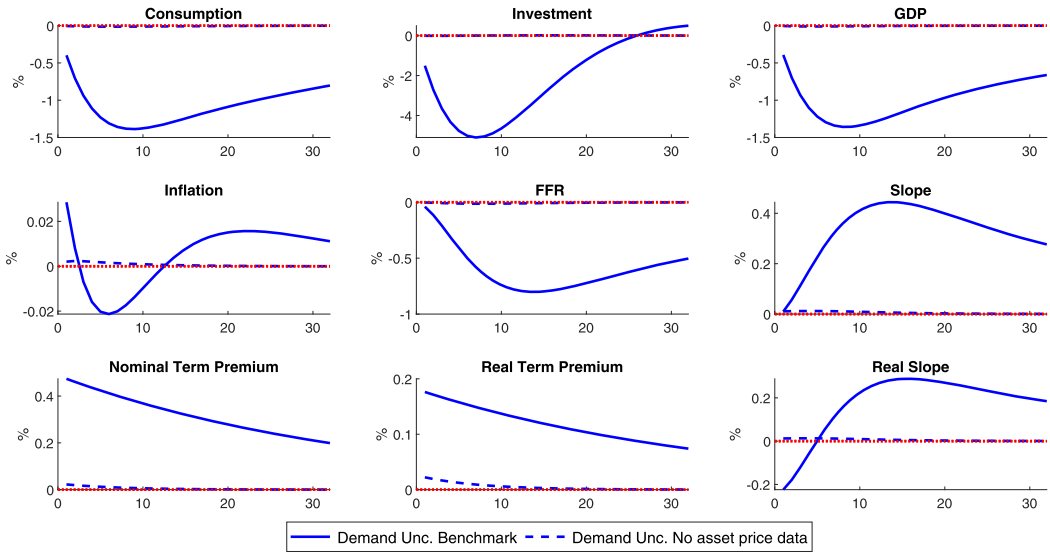 Consumption
Investment
GDP
0
-0.5
-1
-1.5
%
0 10 20 30
0
-2
-4
%
0 10 20 30
0
-0.5
-1
-1.5
%
0 10 20 30
Inflation
FFR
Slope
0.02
0
-0.02
%
0 10 20 30
0
-0.5
-1
%
0 10 20 30
0.4
0.2
0
%
0 10 20 30
Nominal Term Premium
Real Term Premium
Real Slope
0.4
0.2
0
%
0 10 20 30
0.2
0.1
0
%
0 10 20 30
0.2
0
-0.2
%
0 10 20 30
Demand Unc. Benchmark
Demand Unc. No asset price data